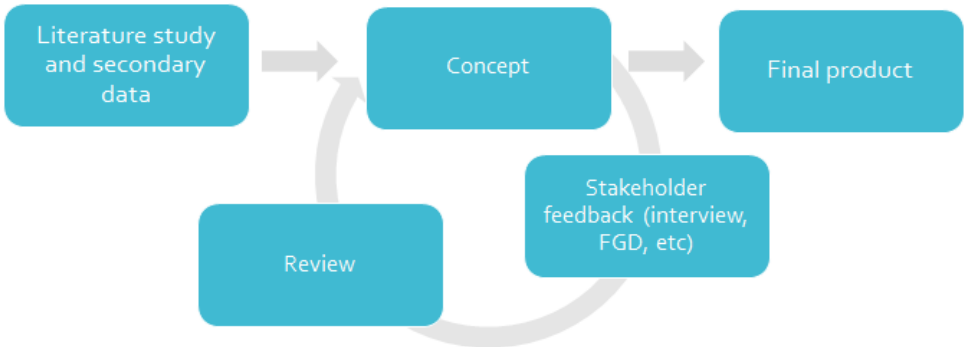 Literature study
and secondary
data
Concept
Final product
Stakeholder
feedback (interview,
FGD, etc)
Review